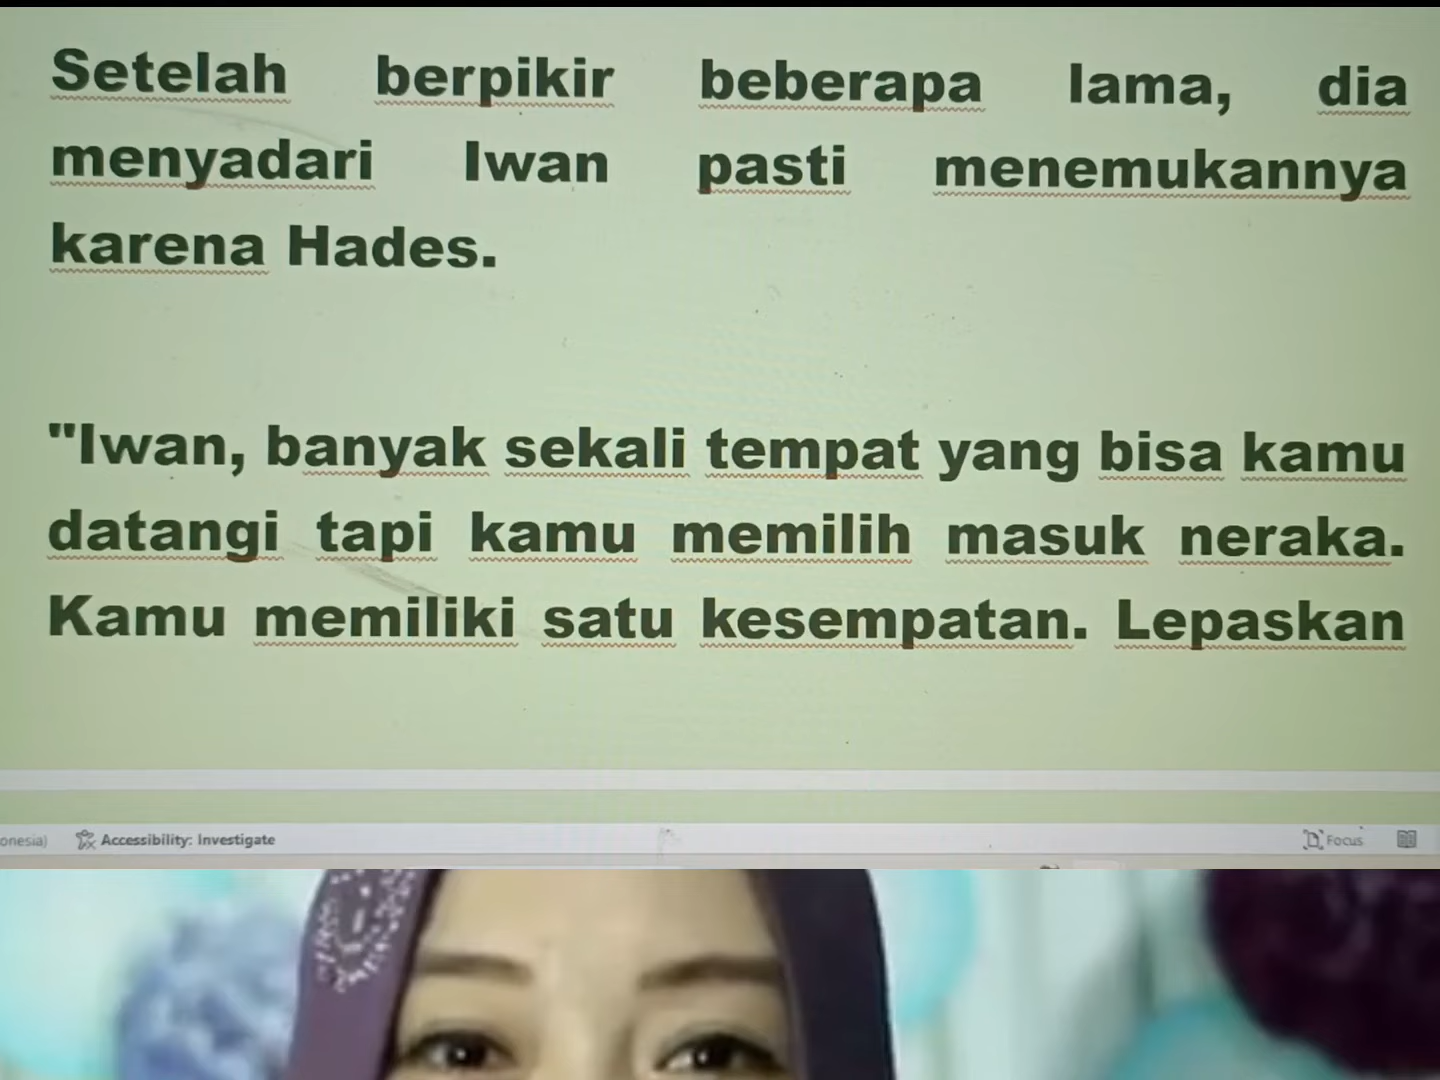 Setelah berpikir beberapa lama, dia
menyadari Iwan pasti menemukannya
karena Hades.
"Iwan, banyak sekali tempat yang bisa kamu
datangi tapi kamu memilih masuk neraka.
Kamu memiliki satu kesempatan. Lepaskan
onesia) Accessibility: Investigate Focus